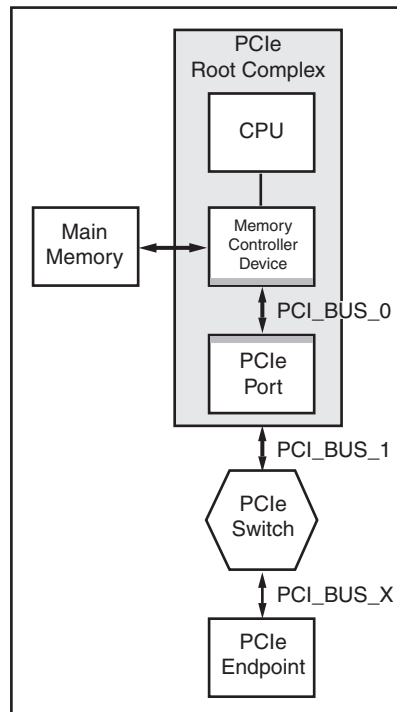 PCIe
Root Complex
CPU
Main
Memory
Memory
Controller
Device
PCI_BUS_0
PCIe
Port
PCI_BUS_1
PCIe
Switch
PCI_BUS_X
PCIe
Endpoint